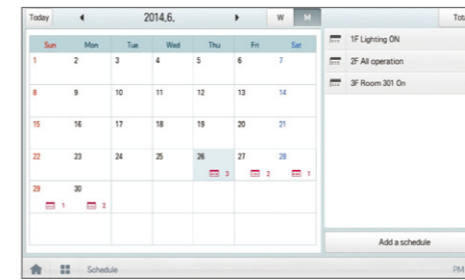 Today 2014.6. W M Tot
Sun Mon Tue Wed Thu Fri Sat
1 2 3 4 5 6 7
8 9 10 11 12 13 14
15 16 17 18 19 20 21
22 23 24 25 26 27 28
3 2 1
29 30
1 2
1F Lighting ON
2F All operation
3F Room 301 On
Add a schedule
Schedule PM